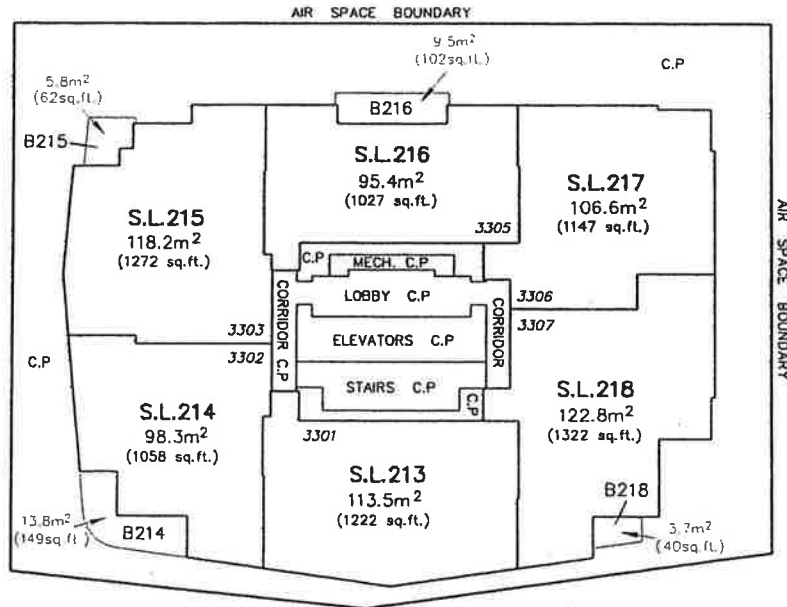 AIR SPACE BOUNDARY
9.5m²
(102sq.ft.)
C.P
5.8m²
(62sq.ft.)
B216
B215
S.L.216
95.4m²
(1027 sq.ft.)
S.L.217
106.6m²
(1147 sq.ft.)
S.L.215
118.2m²
(1272 sq.ft.)
3305
C.P
MECH. C.P
AIR SPACE BOUNDARY
LOBBY C.P
3306
CORRIDOR C.P
CORRIDOR
3303
3307
ELEVATORS C.P
3302
C.P
STAIRS C.P
S.L.218
122.8m²
(1322 sq.ft.)
C.P
S.L.214
98.3m²
(1058 sq.ft.)
3301
S.L.213
113.5m²
(1222 sq.ft.)
B218
13.8m²
(149sq.ft.)
B214
3.7m²
(40sq.ft.)